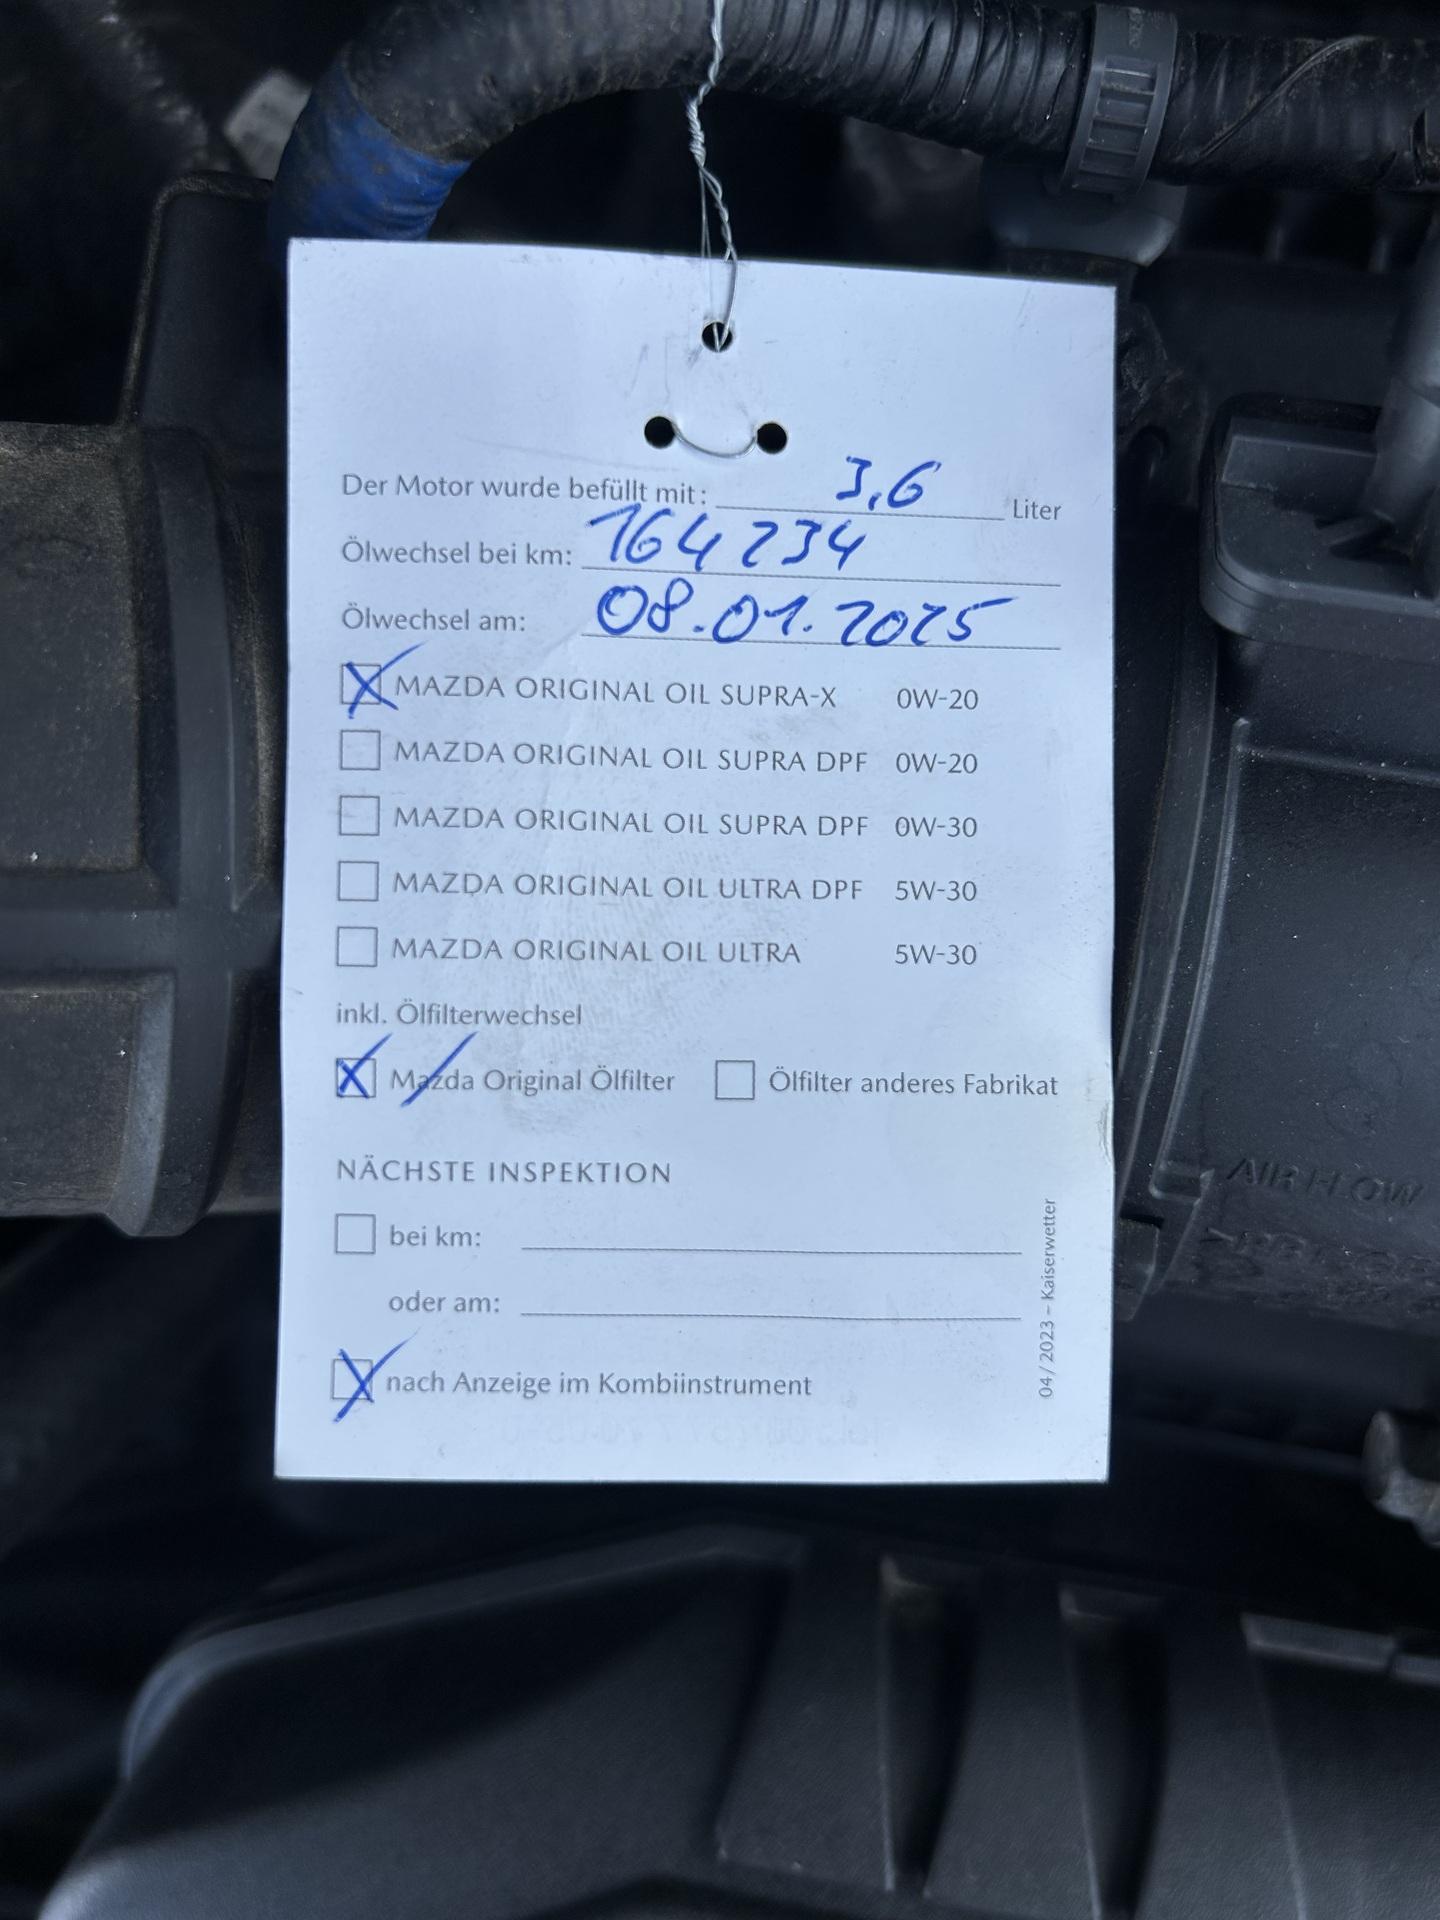 Der Motor wurde befüllt mit: 3,6 Liter
Ölwechsel bei km: 164234
Ölwechsel am: 08.01.2025
MAZDA ORIGINAL OIL SUPRA-X 0W-20
MAZDA ORIGINAL OIL SUPRA DPF 0W-20
MAZDA ORIGINAL OIL SUPRA DPF 0W-30
MAZDA ORIGINAL OIL ULTRA DPF 5W-30
MAZDA ORIGINAL OIL ULTRA 5W-30
inkl. Ölfilterwechsel
Mazda Original Ölfilter Ölfilter anderes Fabrikat
NÄCHSTE INSPEKTION
bei km:
oder am:
nach Anzeige im Kombiinstrument
04/2023 – Kaiserwetter
AIR FLOW